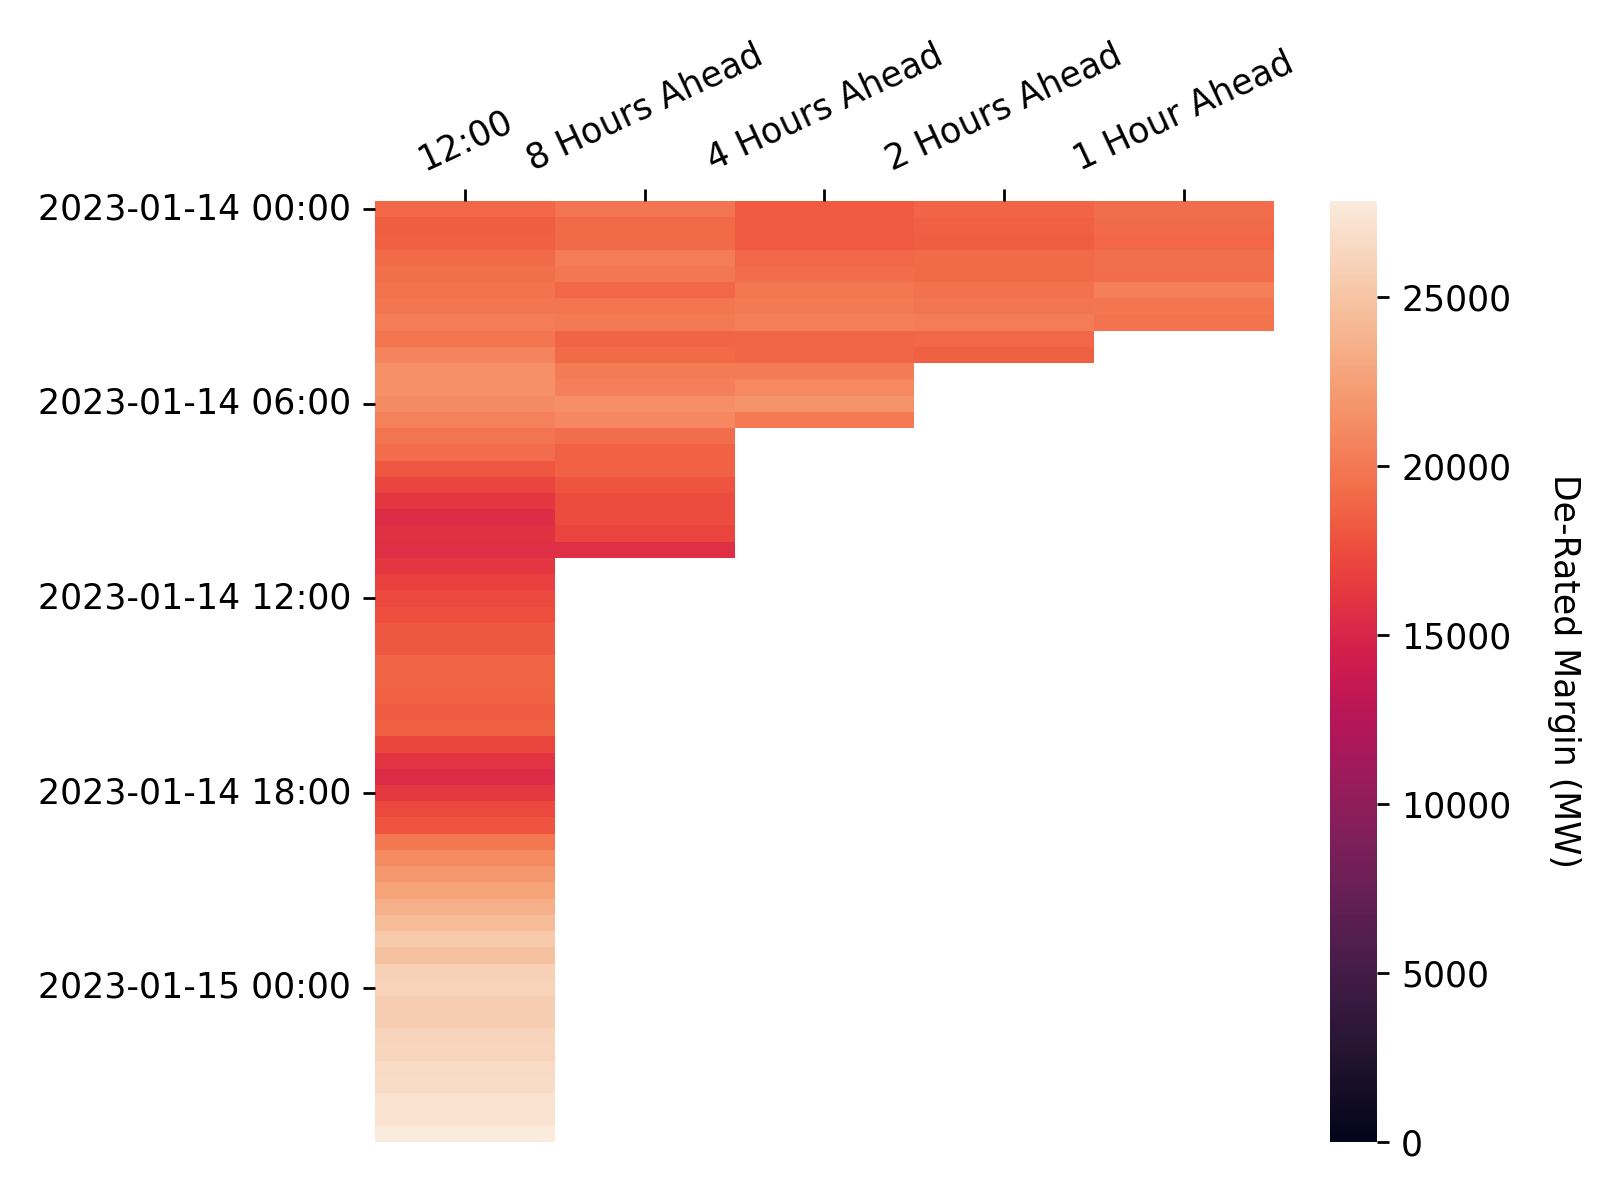 12:00
8 Hours Ahead
4 Hours Ahead
2 Hours Ahead
1 Hour Ahead
2023-01-14 00:00
2023-01-14 06:00
2023-01-14 12:00
2023-01-14 18:00
2023-01-15 00:00
25000
20000
15000
10000
5000
0
De-Rated Margin (MW)